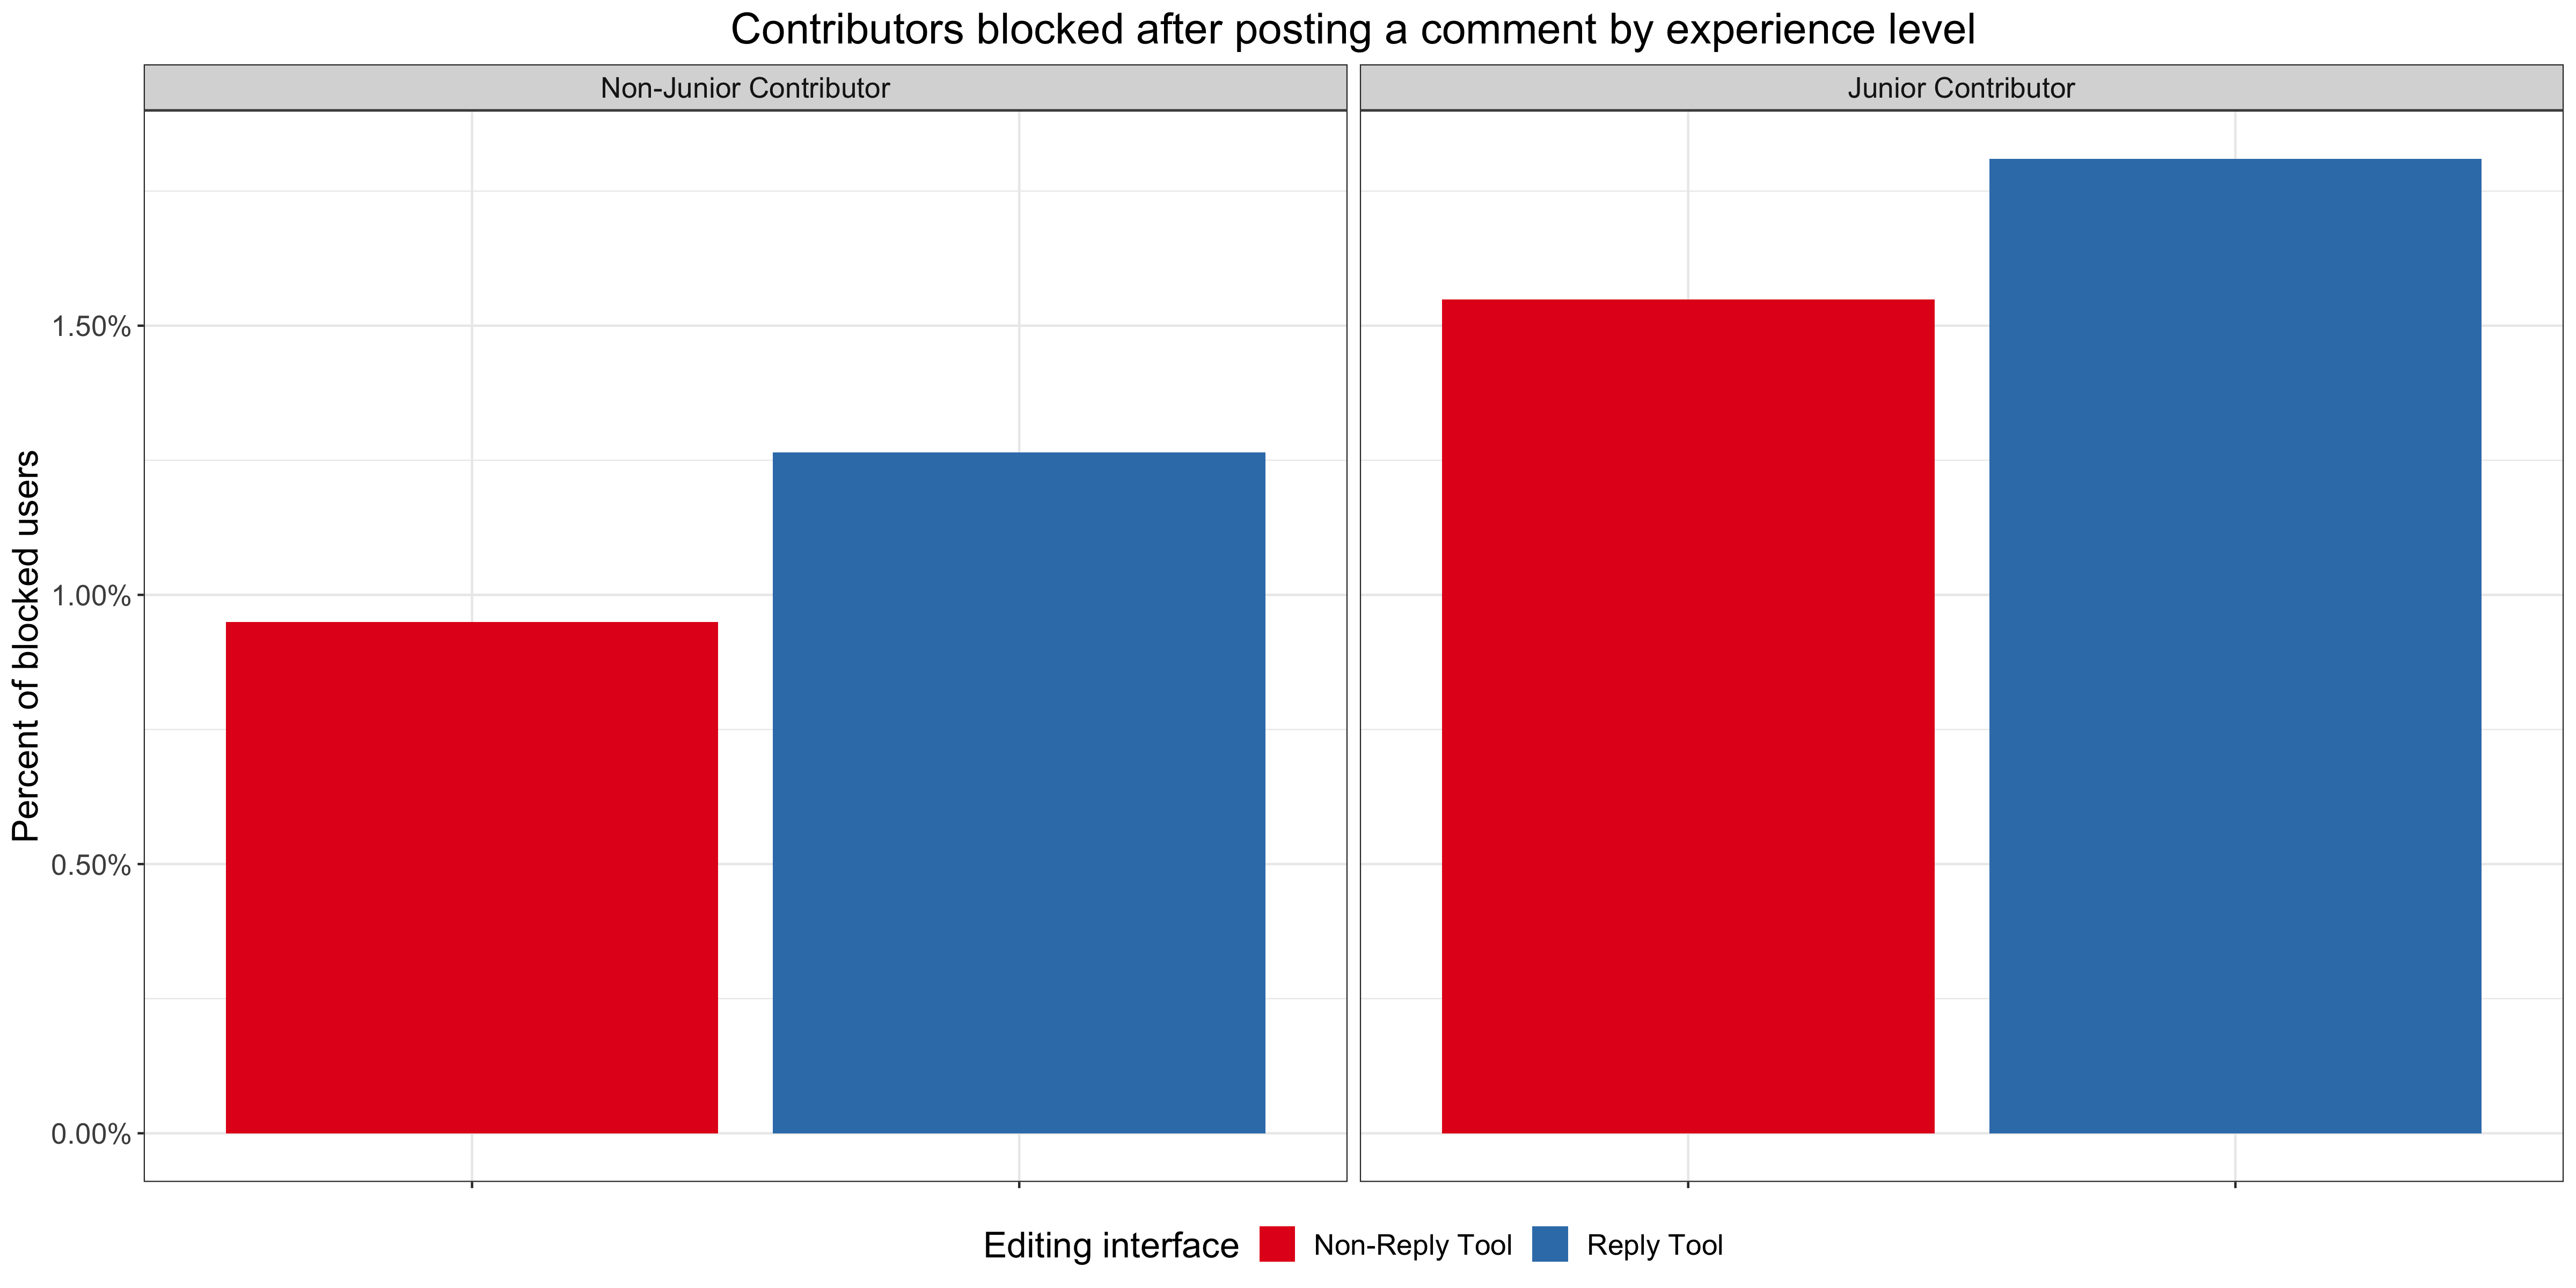 Contributors blocked after posting a comment by experience level
Non-Junior Contributor
Junior Contributor
Percent of blocked users
1.50%
1.00%
0.50%
0.00%
Editing interface Non-Reply Tool Reply Tool